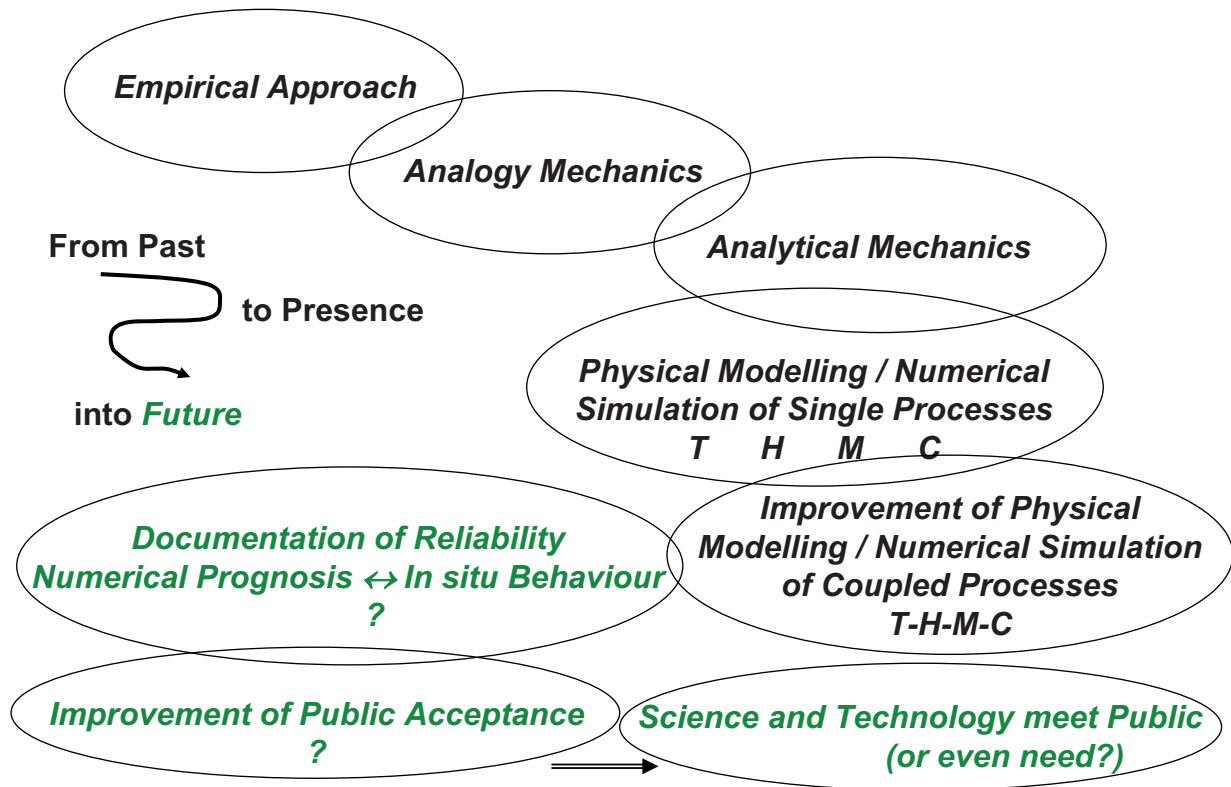 Empirical Approach
Analogy Mechanics
Analytical Mechanics
From Past
to Presence
into Future
Physical Modelling / Numerical
Simulation of Single Processes
T H M C
Improvement of Physical
Modelling / Numerical Simulation
of Coupled Processes
T-H-M-C
Documentation of Reliability
Numerical Prognosis ↔ In situ Behaviour
?
Improvement of Public Acceptance
?
Science and Technology meet Public
(or even need?)